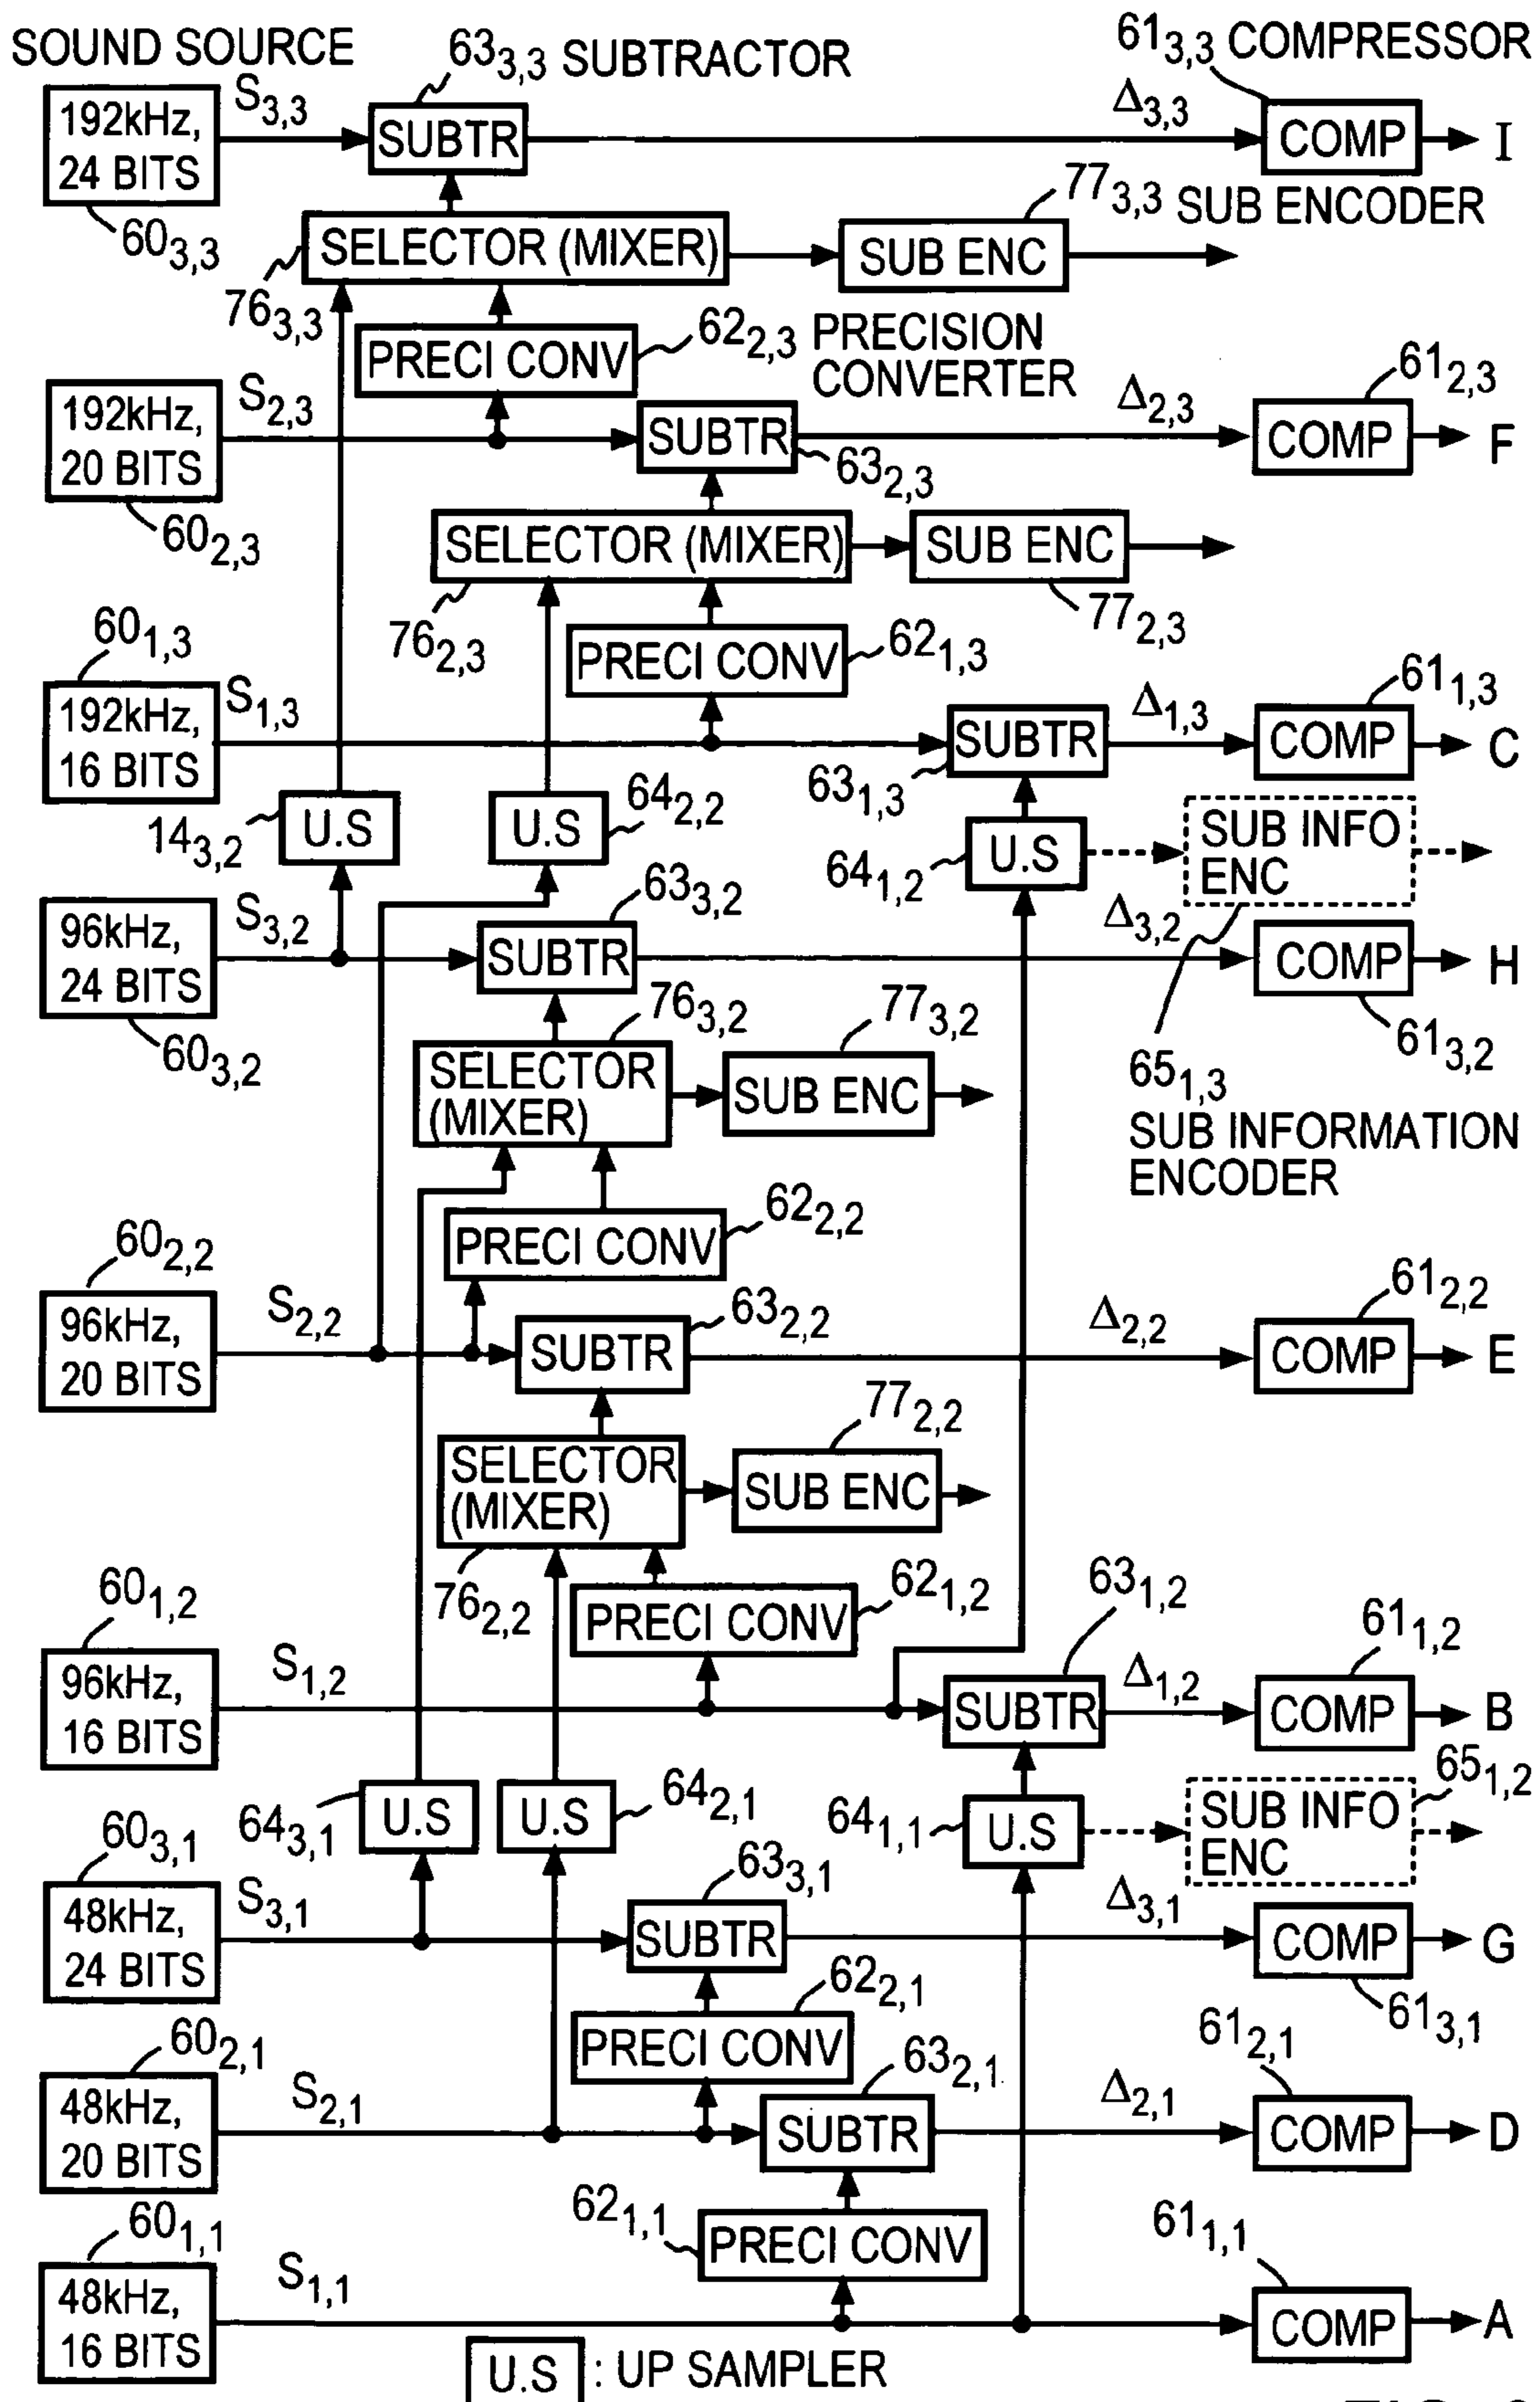 SOUND SOURCE
63₃,₃ SUBTRACTOR
61₃,₃ COMPRESSOR
192kHz,
24 BITS
S₃,₃
SUBTR
Δ₃,₃
COMP
I
60₃,₃
SELECTOR (MIXER)
SUB ENC
77₃,₃ SUB ENCODER
76₃,₃
PRECI CONV
62₂,₃ PRECISION
CONVERTER
192kHz,
20 BITS
S₂,₃
SUBTR
63₂,₃
Δ₂,₃
61₂,₃
COMP
F
60₂,₃
SELECTOR (MIXER)
SUB ENC
77₂,₃
76₂,₃
PRECI CONV
62₁,₃
60₁,₃
192kHz,
16 BITS
S₁,₃
SUBTR
63₁,₃
Δ₁,₃
61₁,₃
COMP
C
14₃,₂
U.S
U.S
64₂,₂
64₁,₂
U.S
SUB INFO
ENC
96kHz,
24 BITS
S₃,₂
63₃,₂
SUBTR
Δ₃,₂
COMP
H
60₃,₂
61₃,₂
76₃,₂
SELECTOR
(MIXER)
77₃,₂
SUB ENC
65₁,₃
SUB INFORMATION
ENCODER
PRECI CONV
62₂,₂
60₂,₂
96kHz,
20 BITS
S₂,₂
SUBTR
63₂,₂
Δ₂,₂
61₂,₂
COMP
E
SELECTOR
(MIXER)
77₂,₂
SUB ENC
76₂,₂
PRECI CONV
62₁,₂
60₁,₂
96kHz,
16 BITS
S₁,₂
63₁,₂
SUBTR
Δ₁,₂
61₁,₂
COMP
B
64₃,₁
U.S
U.S
64₂,₁
64₁,₁
U.S
SUB INFO
ENC
65₁,₂
60₃,₁
48kHz,
24 BITS
S₃,₁
63₃,₁
SUBTR
Δ₃,₁
COMP
G
61₃,₁
PRECI CONV
62₂,₁
60₂,₁
48kHz,
20 BITS
S₂,₁
63₂,₁
SUBTR
Δ₂,₁
61₂,₁
COMP
D
62₁,₁
PRECI CONV
60₁,₁
48kHz,
16 BITS
S₁,₁
61₁,₁
COMP
A
U.S : UP SAMPLER